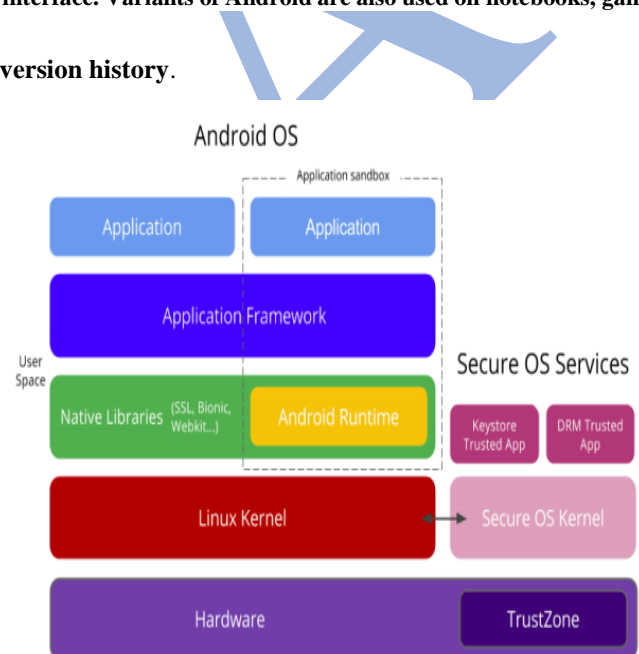 interface. Variants of Android are also used on notebooks,
version history.
Android OS
Application sandbox
Application
Application
Application Framework
User
Space
Native Libraries (SSL, Bionic,
Webkit...)
Android Runtime
Secure OS Services
Keystore
Trusted App
DRM Trusted
App
Linux Kernel
Secure OS Kernel
Hardware
TrustZone